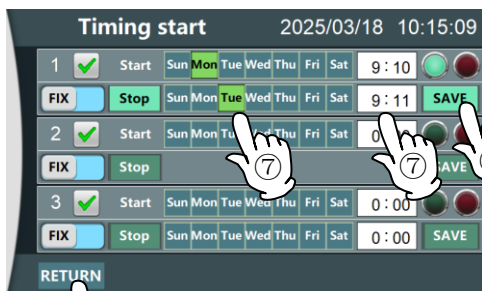 Timing start 2025/03/18 10:15:09
1 Start Sun Mon Tue Wed Thu Fri Sat 9:10
FIX Stop Sun Mon Tue Wed Thu Fri Sat 9:11 SAVE
2 Start Sun Mon Tue Wed Thu Fri Sat
FIX Stop ⑦ ⑦ SAVE
3 Start Sun Mon Tue Wed Thu Fri Sat 0:00
FIX Stop Sun Mon Tue Wed Thu Fri Sat 0:00 SAVE
RETURN